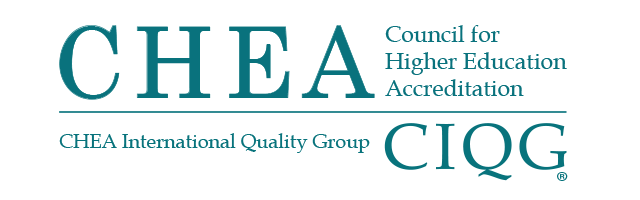 CHEA
Council for
Higher Education
Accreditation
CHEA International Quality Group
CIQG®